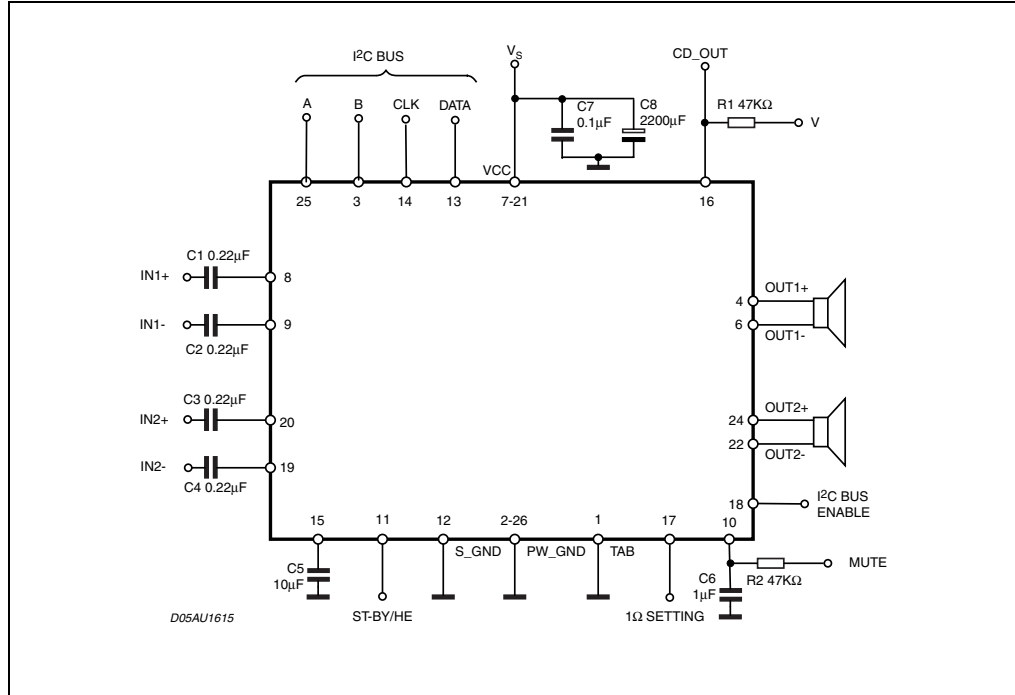 I²C BUS
VS
CD_OUT
A
B
CLK
DATA
C7
0.1µF
C8
2200µF
R1 47KΩ
V
VCC
25
3
14
13
7-21
16
C1 0.22µF
IN1+
8
IN1-
9
C2 0.22µF
OUT1+
4
6
OUT1-
C3 0.22µF
IN2+
20
IN2-
19
C4 0.22µF
OUT2+
24
22
OUT2-
18
I²C BUS
ENABLE
15
11
12
2-26
1
17
10
S_GND
PW_GND
TAB
C5
10µF
ST-BY/HE
1Ω SETTING
C6
1µF
R2 47KΩ
MUTE
D05AU1615